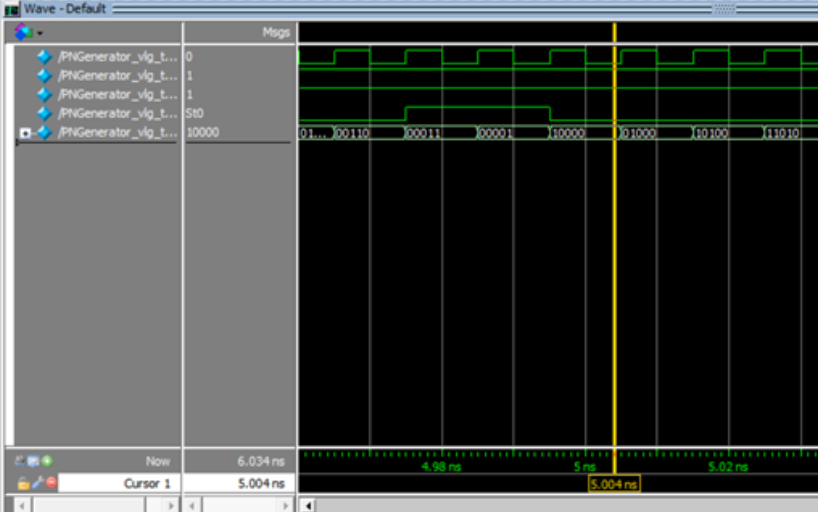 Wave - Default
Msgs
/PNGenerator_vlg_t... 0
/PNGenerator_vlg_t... 1
/PNGenerator_vlg_t... 1
/PNGenerator_vlg_t... St0
/PNGenerator_vlg_t... 10000 01... 00110 00011 00001 10000 01000 10100 11010
Now 6.034 ns 4.98 ns 5 ns 5.02 ns
Cursor 1 5.004 ns 5.004 ns